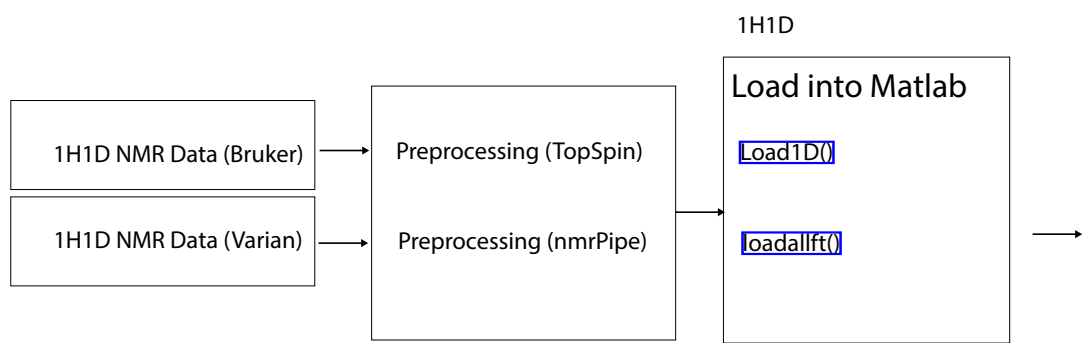 1H1D
Load into Matlab
1H1D NMR Data (Bruker)
Preprocessing (TopSpin)
Load1D()
1H1D NMR Data (Varian)
Preprocessing (nmrPipe)
loadallft()